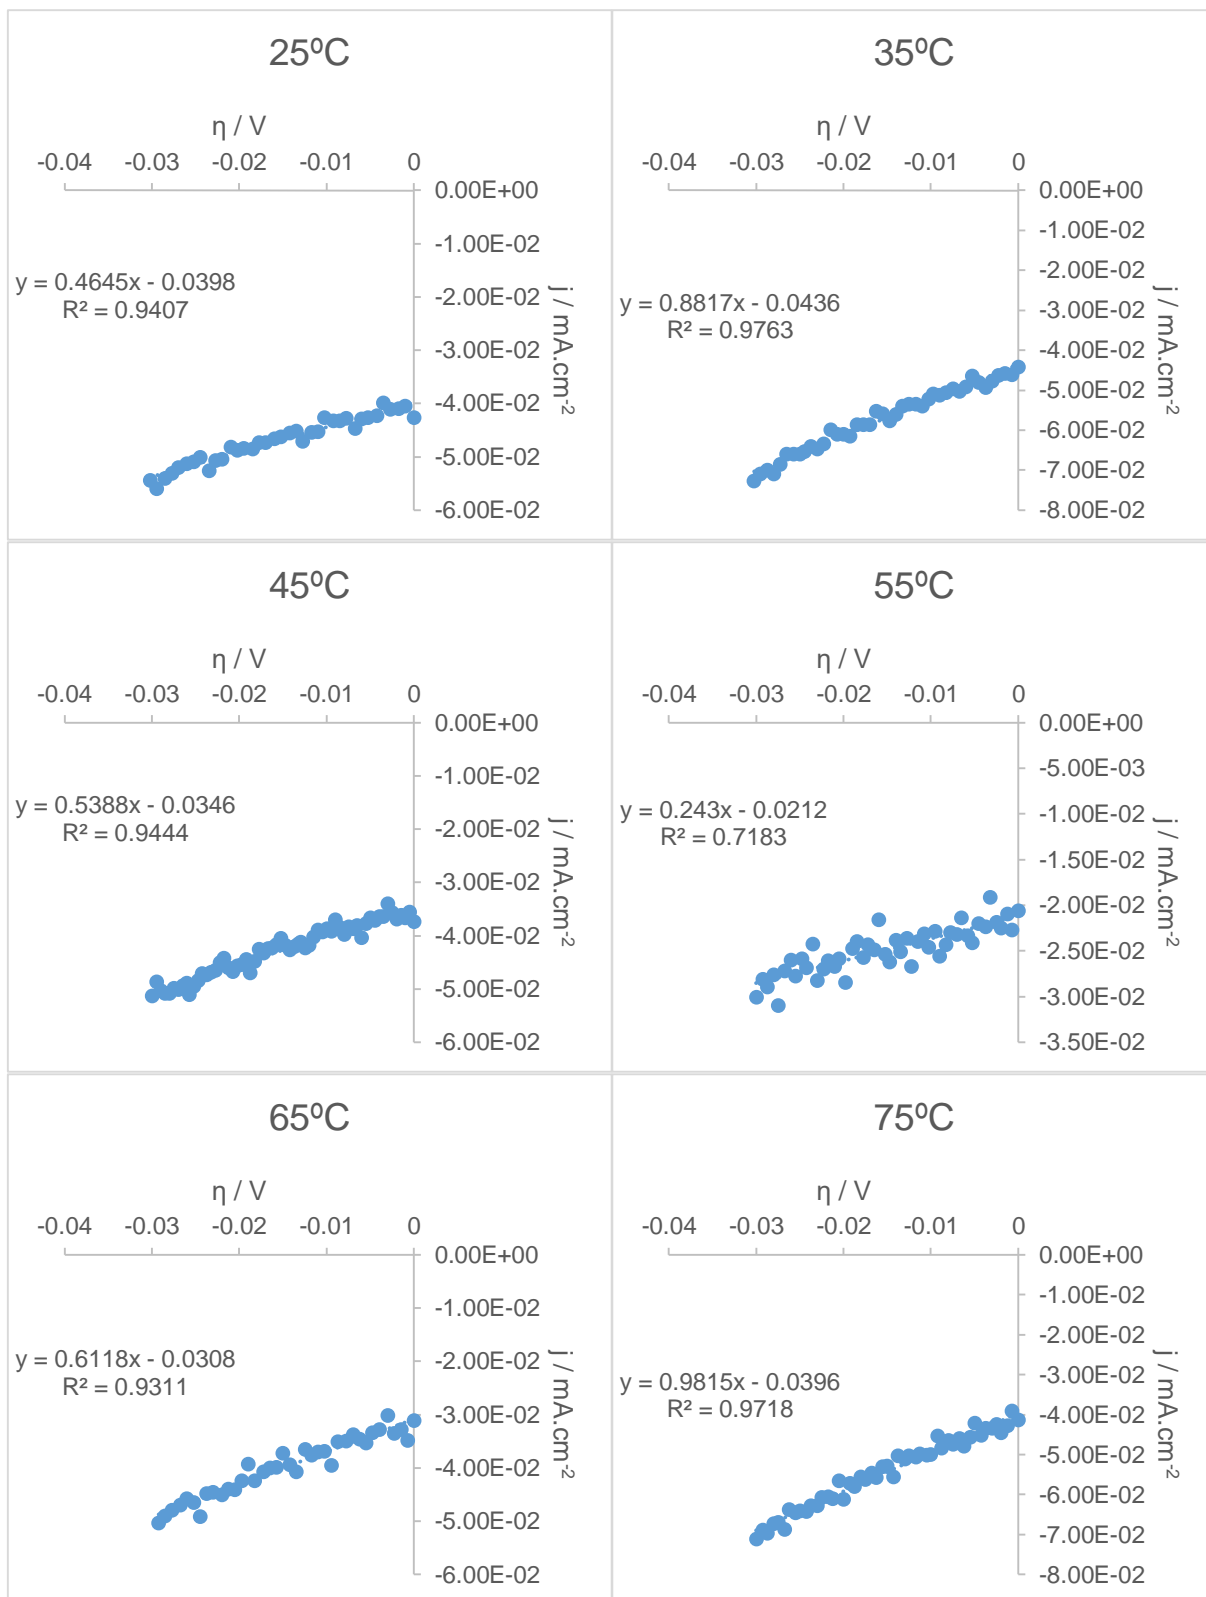 25ºC
η / V
-0.04 -0.03 -0.02 -0.01 0
0.00E+00
-1.00E-02
-2.00E-02
-3.00E-02
-4.00E-02
-5.00E-02
-6.00E-02
j / mA.cm-2
y = 0.4645x - 0.0398
R² = 0.9407
35ºC
η / V
-0.04 -0.03 -0.02 -0.01 0
0.00E+00
-1.00E-02
-2.00E-02
-3.00E-02
-4.00E-02
-5.00E-02
-6.00E-02
-7.00E-02
-8.00E-02
j / mA.cm-2
y = 0.8817x - 0.0436
R² = 0.9763
45ºC
η / V
-0.04 -0.03 -0.02 -0.01 0
0.00E+00
-1.00E-02
-2.00E-02
-3.00E-02
-4.00E-02
-5.00E-02
-6.00E-02
j / mA.cm-2
y = 0.5388x - 0.0346
R² = 0.9444
55ºC
η / V
-0.04 -0.03 -0.02 -0.01 0
0.00E+00
-5.00E-03
-1.00E-02
-1.50E-02
-2.00E-02
-2.50E-02
-3.00E-02
-3.50E-02
j / mA.cm-2
y = 0.243x - 0.0212
R² = 0.7183
65ºC
η / V
-0.04 -0.03 -0.02 -0.01 0
0.00E+00
-1.00E-02
-2.00E-02
-3.00E-02
-4.00E-02
-5.00E-02
-6.00E-02
j / mA.cm-2
y = 0.6118x - 0.0308
R² = 0.9311
75ºC
η / V
-0.04 -0.03 -0.02 -0.01 0
0.00E+00
-1.00E-02
-2.00E-02
-3.00E-02
-4.00E-02
-5.00E-02
-6.00E-02
-7.00E-02
-8.00E-02
j / mA.cm-2
y = 0.9815x - 0.0396
R² = 0.9718